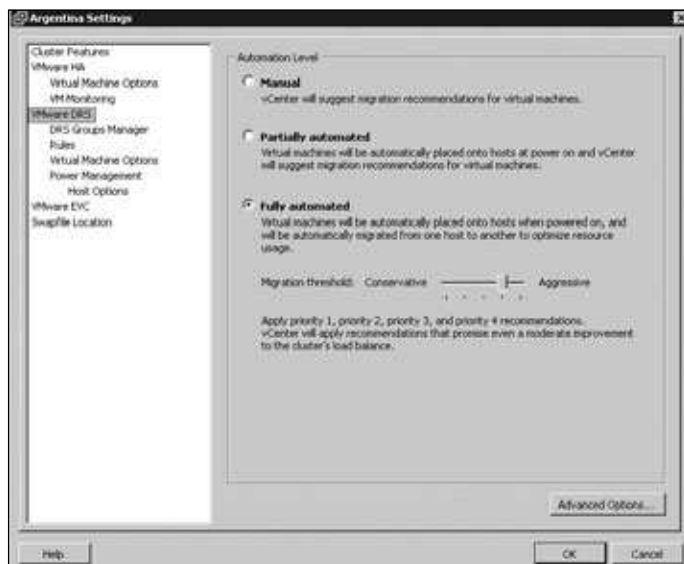 Argentina Settings
Cluster Features
VMware HA
Virtual Machine Options
VM Monitoring
VMware DRS
DRS Groups Manager
Rules
Virtual Machine Options
Power Management
Host Options
VMware EVC
Swapfile Location
Automation Level
Manual
vCenter will suggest migration recommendations for virtual machines.
Partially automated
Virtual machines will be automatically placed onto hosts at power on and vCenter
will suggest migration recommendations for virtual machines.
Fully automated
Virtual machines will be automatically placed onto hosts when powered on, and
will be automatically migrated from one host to another to optimize resource
usage.
Migration threshold: Conservative Aggressive
Apply priority 1, priority 2, priority 3, and priority 4 recommendations.
vCenter will apply recommendations that promise even a moderate improvement
to the cluster's load balance.
Advanced Options...
Help OK Cancel